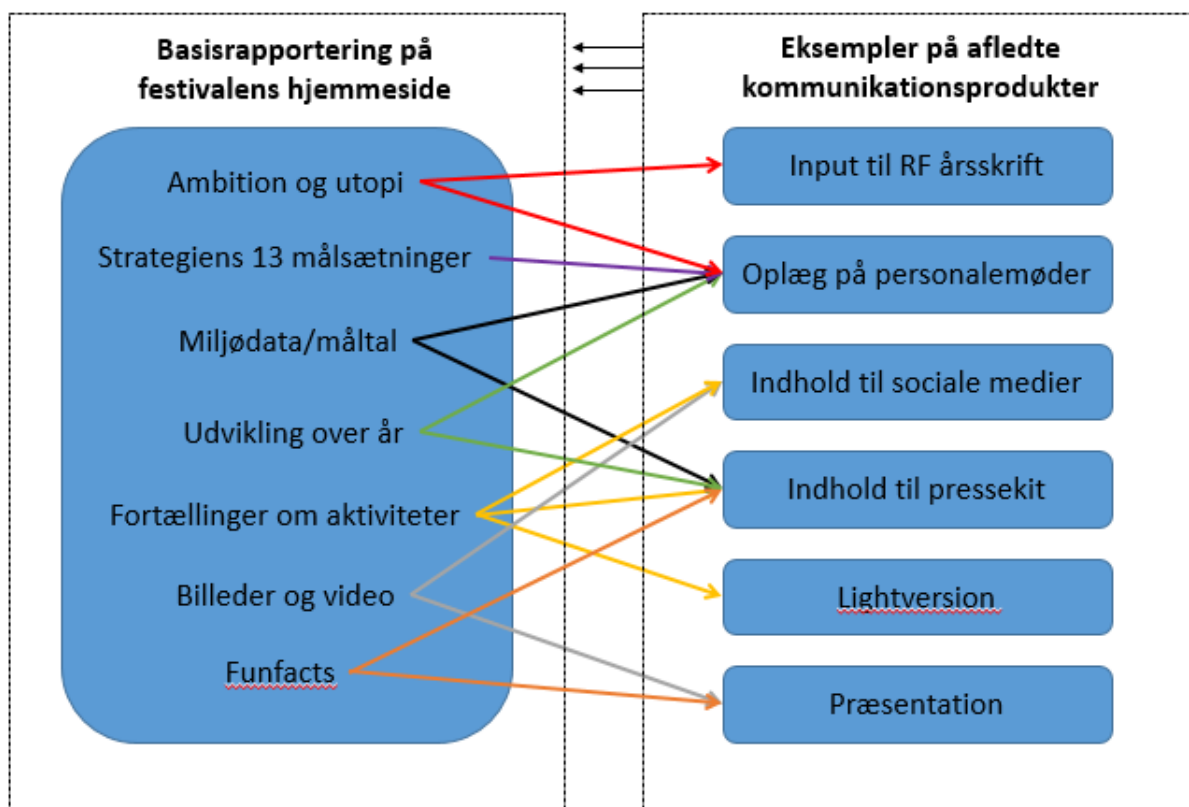 Basisrapportering på
festivalens hjemmeside
Ambition og utopi
Strategiens 13 målsætninger
Miljødata/måltal
Udvikling over år
Fortællinger om aktiviteter
Billeder og video
Funfacts
Eksempler på afledte
kommunikationsprodukter
Input til RF årsskrift
Oplæg på personalemøder
Indhold til sociale medier
Indhold til pressekit
Lightversion
Præsentation